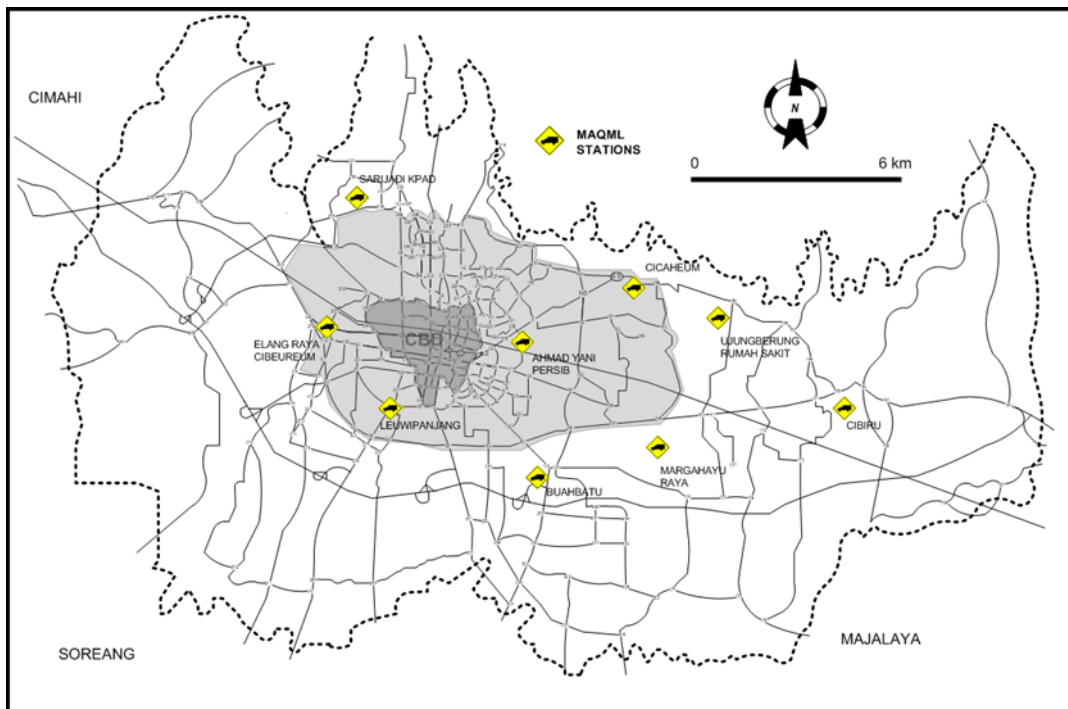 CIMAHI
N
MAQML
STATIONS
0 6 km
SARIJADI KPAD
CICAHEUM
ELANG RAYA
CIBEUREUM
CBD
AHMAD YANI
PERSIB
UJUNGBERUNG
RUMAH SAKIT
LEUWIPANJANG
CIBIRU
MARGAHAYU
RAYA
BUAHBATU
SOREANG
MAJALAYA